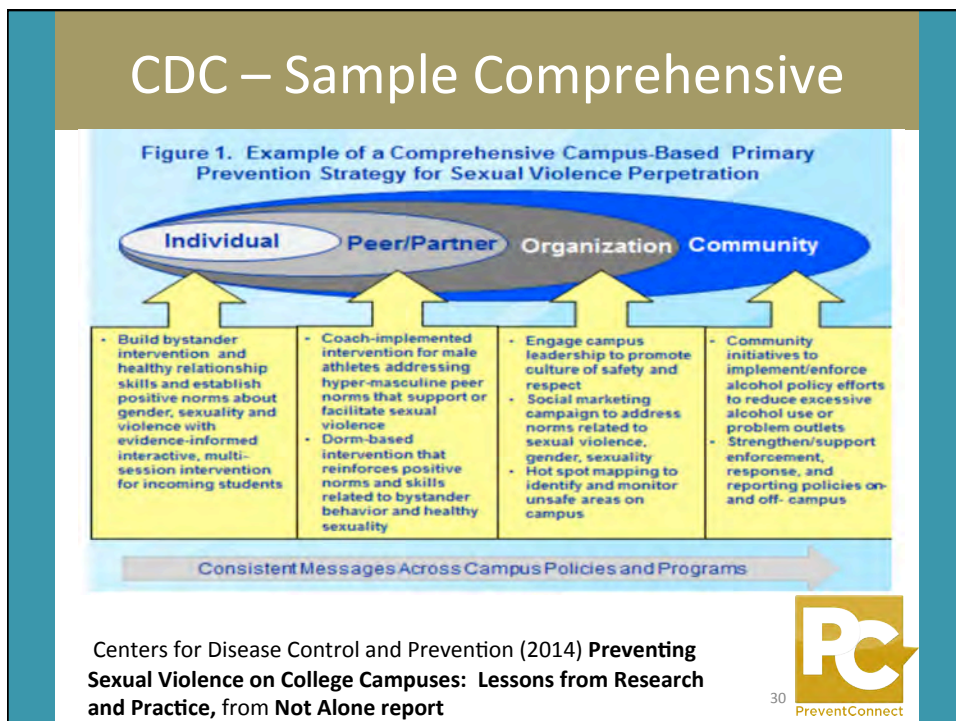 CDC – Sample Comprehensive
Figure 1. Example of a Comprehensive Campus-Based Primary
Prevention Strategy for Sexual Violence Perpetration
Individual
Peer/Partner
Organization
Community
• Build bystander
intervention and
healthy relationship
skills and establish
positive norms about
gender, sexuality and
violence with
evidence-informed
interactive, multi-
session intervention
for incoming students
• Coach-implemented
intervention for male
athletes addressing
hyper-masculine peer
norms that support or
facilitate sexual
violence
• Dorm-based
intervention that
reinforces positive
norms and skills
related to bystander
behavior and healthy
sexuality
• Engage campus
leadership to promote
culture of safety and
respect
• Social marketing
campaign to address
norms related to
sexual violence,
gender, sexuality
• Hot spot mapping to
identify and monitor
unsafe areas on
campus
• Community
initiatives to
implement/enforce
alcohol policy efforts
to reduce excessive
alcohol use or
problem outlets
• Strengthen/support
enforcement,
response, and
reporting policies on-
and off- campus
Consistent Messages Across Campus Policies and Programs
Centers for Disease Control and Prevention (2014) Preventing
Sexual Violence on College Campuses: Lessons from Research
and Practice, from Not Alone report
30
PC
PreventConnect